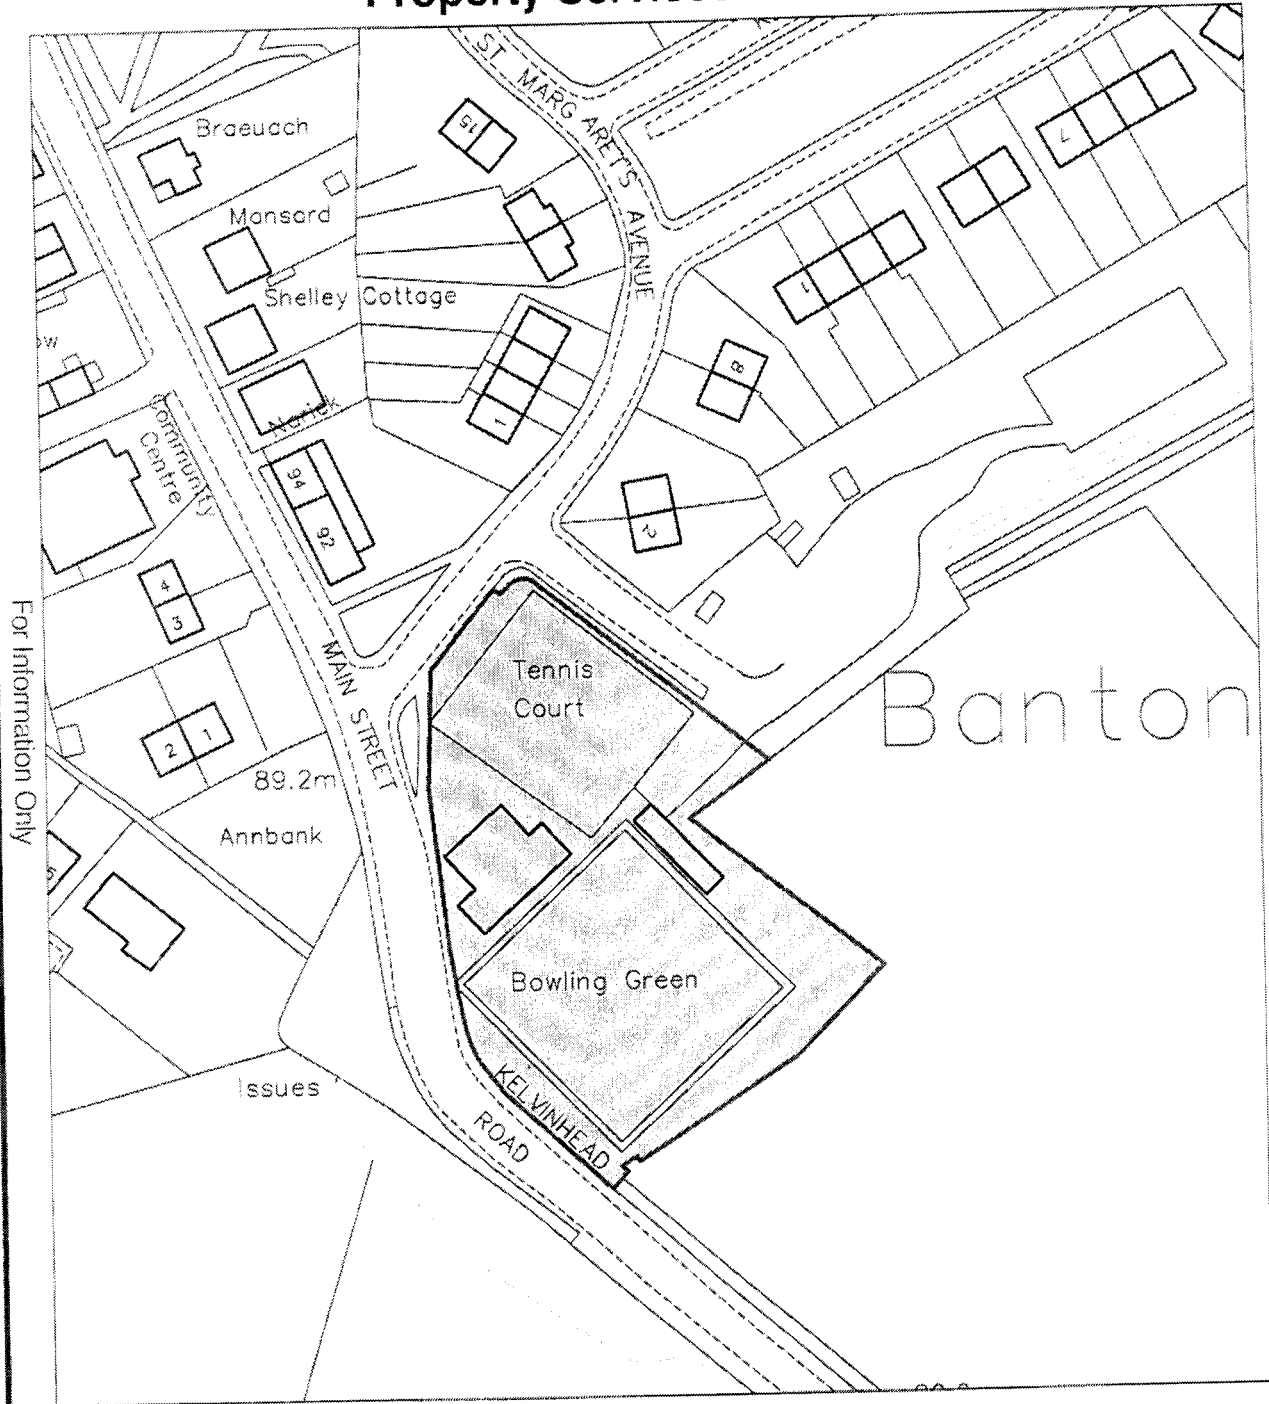 Property Services
ST MARGARET'S AVENUE
15
Braeuach
Mansard
Shelley Cottage
7
1
8
1
ow
Narick
Community
Centre
94
92
2
4
3
For Information Only
MAIN STREET
Tennis
Court
Banton
2
1
89.2m
Annbank
Bowling Green
Issues
KELVINHEAD
ROAD